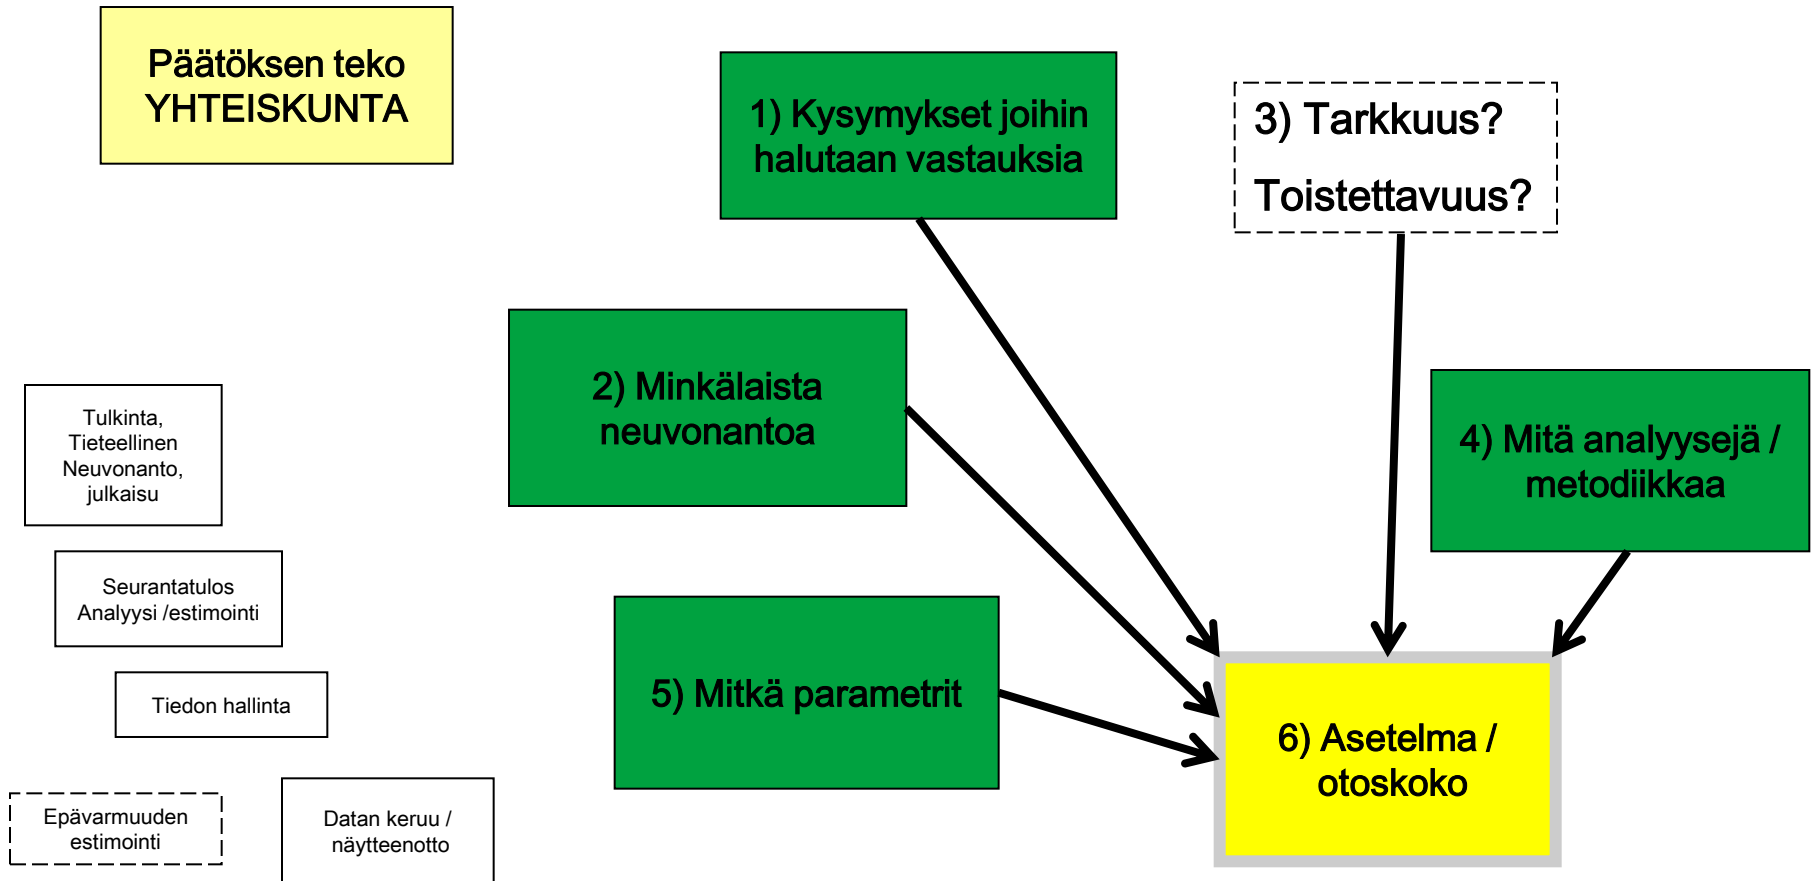 Päätöksen teko
YHTEISKUNTA
1) Kysymykset joihin
halutaan vastauksia
3) Tarkkuus?
Toistettavuus?
2) Minkälaista
neuvonantoa
4) Mitä analyysejä /
metodiikkaa
Tulkinta,
Tieteellinen
Neuvonanto,
julkaisu
Seurantatulos
Analyysi /estimointi
5) Mitkä parametrit
Tiedon hallinta
6) Asetelma /
otoskoko
Epävarmuuden
estimointi
Datan keruu /
näytteenotto